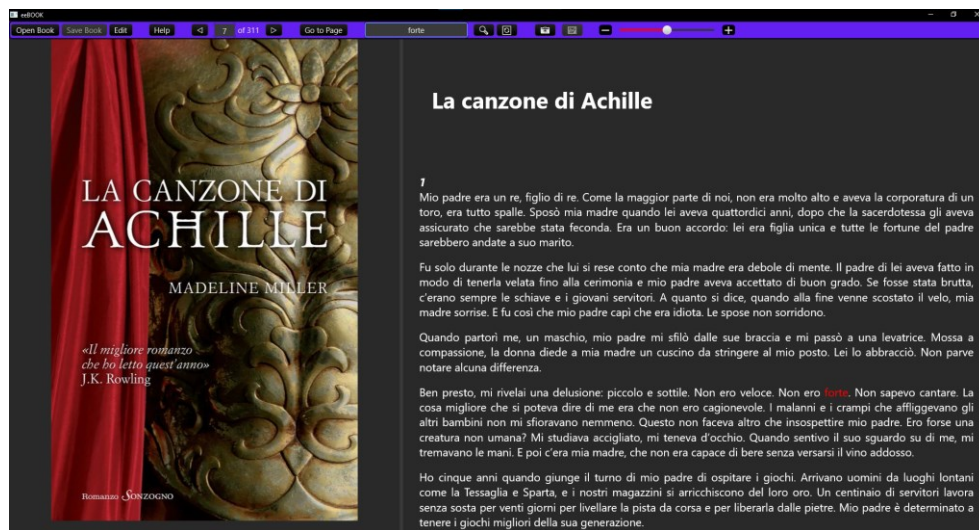 eeBOOK
Open Book Save Book Edit Help 7 of 311 Go to Page forte
LA CANZONE DI
ACHILLE
MADELINE MILLER
«Il migliore romanzo
che ho letto quest'anno»
J.K. Rowling
Romanzo SONZOGNO
La canzone di Achille
1
Mio padre era un re, figlio di re. Come la maggior parte di noi, non era molto alto e aveva la corporatura di un
toro, era tutto spalle. Sposò mia madre quando lei aveva quattordici anni, dopo che la sacerdotessa gli aveva
assicurato che sarebbe stata feconda. Era un buon accordo: lei era figlia unica e tutte le fortune del padre
sarebbero andate a suo marito.
Fu solo durante le nozze che lui si rese conto che mia madre era debole di mente. Il padre di lei aveva fatto in
modo di tenerla velata fino alla cerimonia e mio padre aveva accettato di buon grado. Se fosse stata brutta,
c'erano sempre le schiave e i giovani servitori. A quanto si dice, quando alla fine venne scostato il velo, mia
madre sorrise. E fu così che mio padre capì che era idiota. Le spose non sorridono.
Quando partorì me, un maschio, mio padre mi sfilò dalle sue braccia e mi passò a una levatrice. Mossa a
compassione, la donna diede a mia madre un cuscino da stringere al mio posto. Lei lo abbracciò. Non parve
notare alcuna differenza.
Ben presto, mi rivelai una delusione: piccolo e sottile. Non ero veloce. Non ero forte. Non sapevo cantare. La
cosa migliore che si poteva dire di me era che non ero cagionevole. I malanni e i crampi che affliggevano gli
altri bambini non mi sfioravano nemmeno. Questo non faceva altro che insospettire mio padre. Ero forse una
creatura non umana? Mi studiava accigliato, mi teneva d'occhio. Quando sentivo il suo sguardo su di me, mi
tremavano le mani. E poi c'era mia madre, che non era capace di bere senza versarsi il vino addosso.
Ho cinque anni quando giunge il turno di mio padre di ospitare i giochi. Arrivano uomini da luoghi lontani
come la Tessaglia e Sparta, e i nostri magazzini si arricchiscono del loro oro. Un centinaio di servitori lavora
senza sosta per venti giorni per livellare la pista da corsa e per liberarla dalle pietre. Mio padre è determinato a
tenere i giochi migliori della sua generazione.